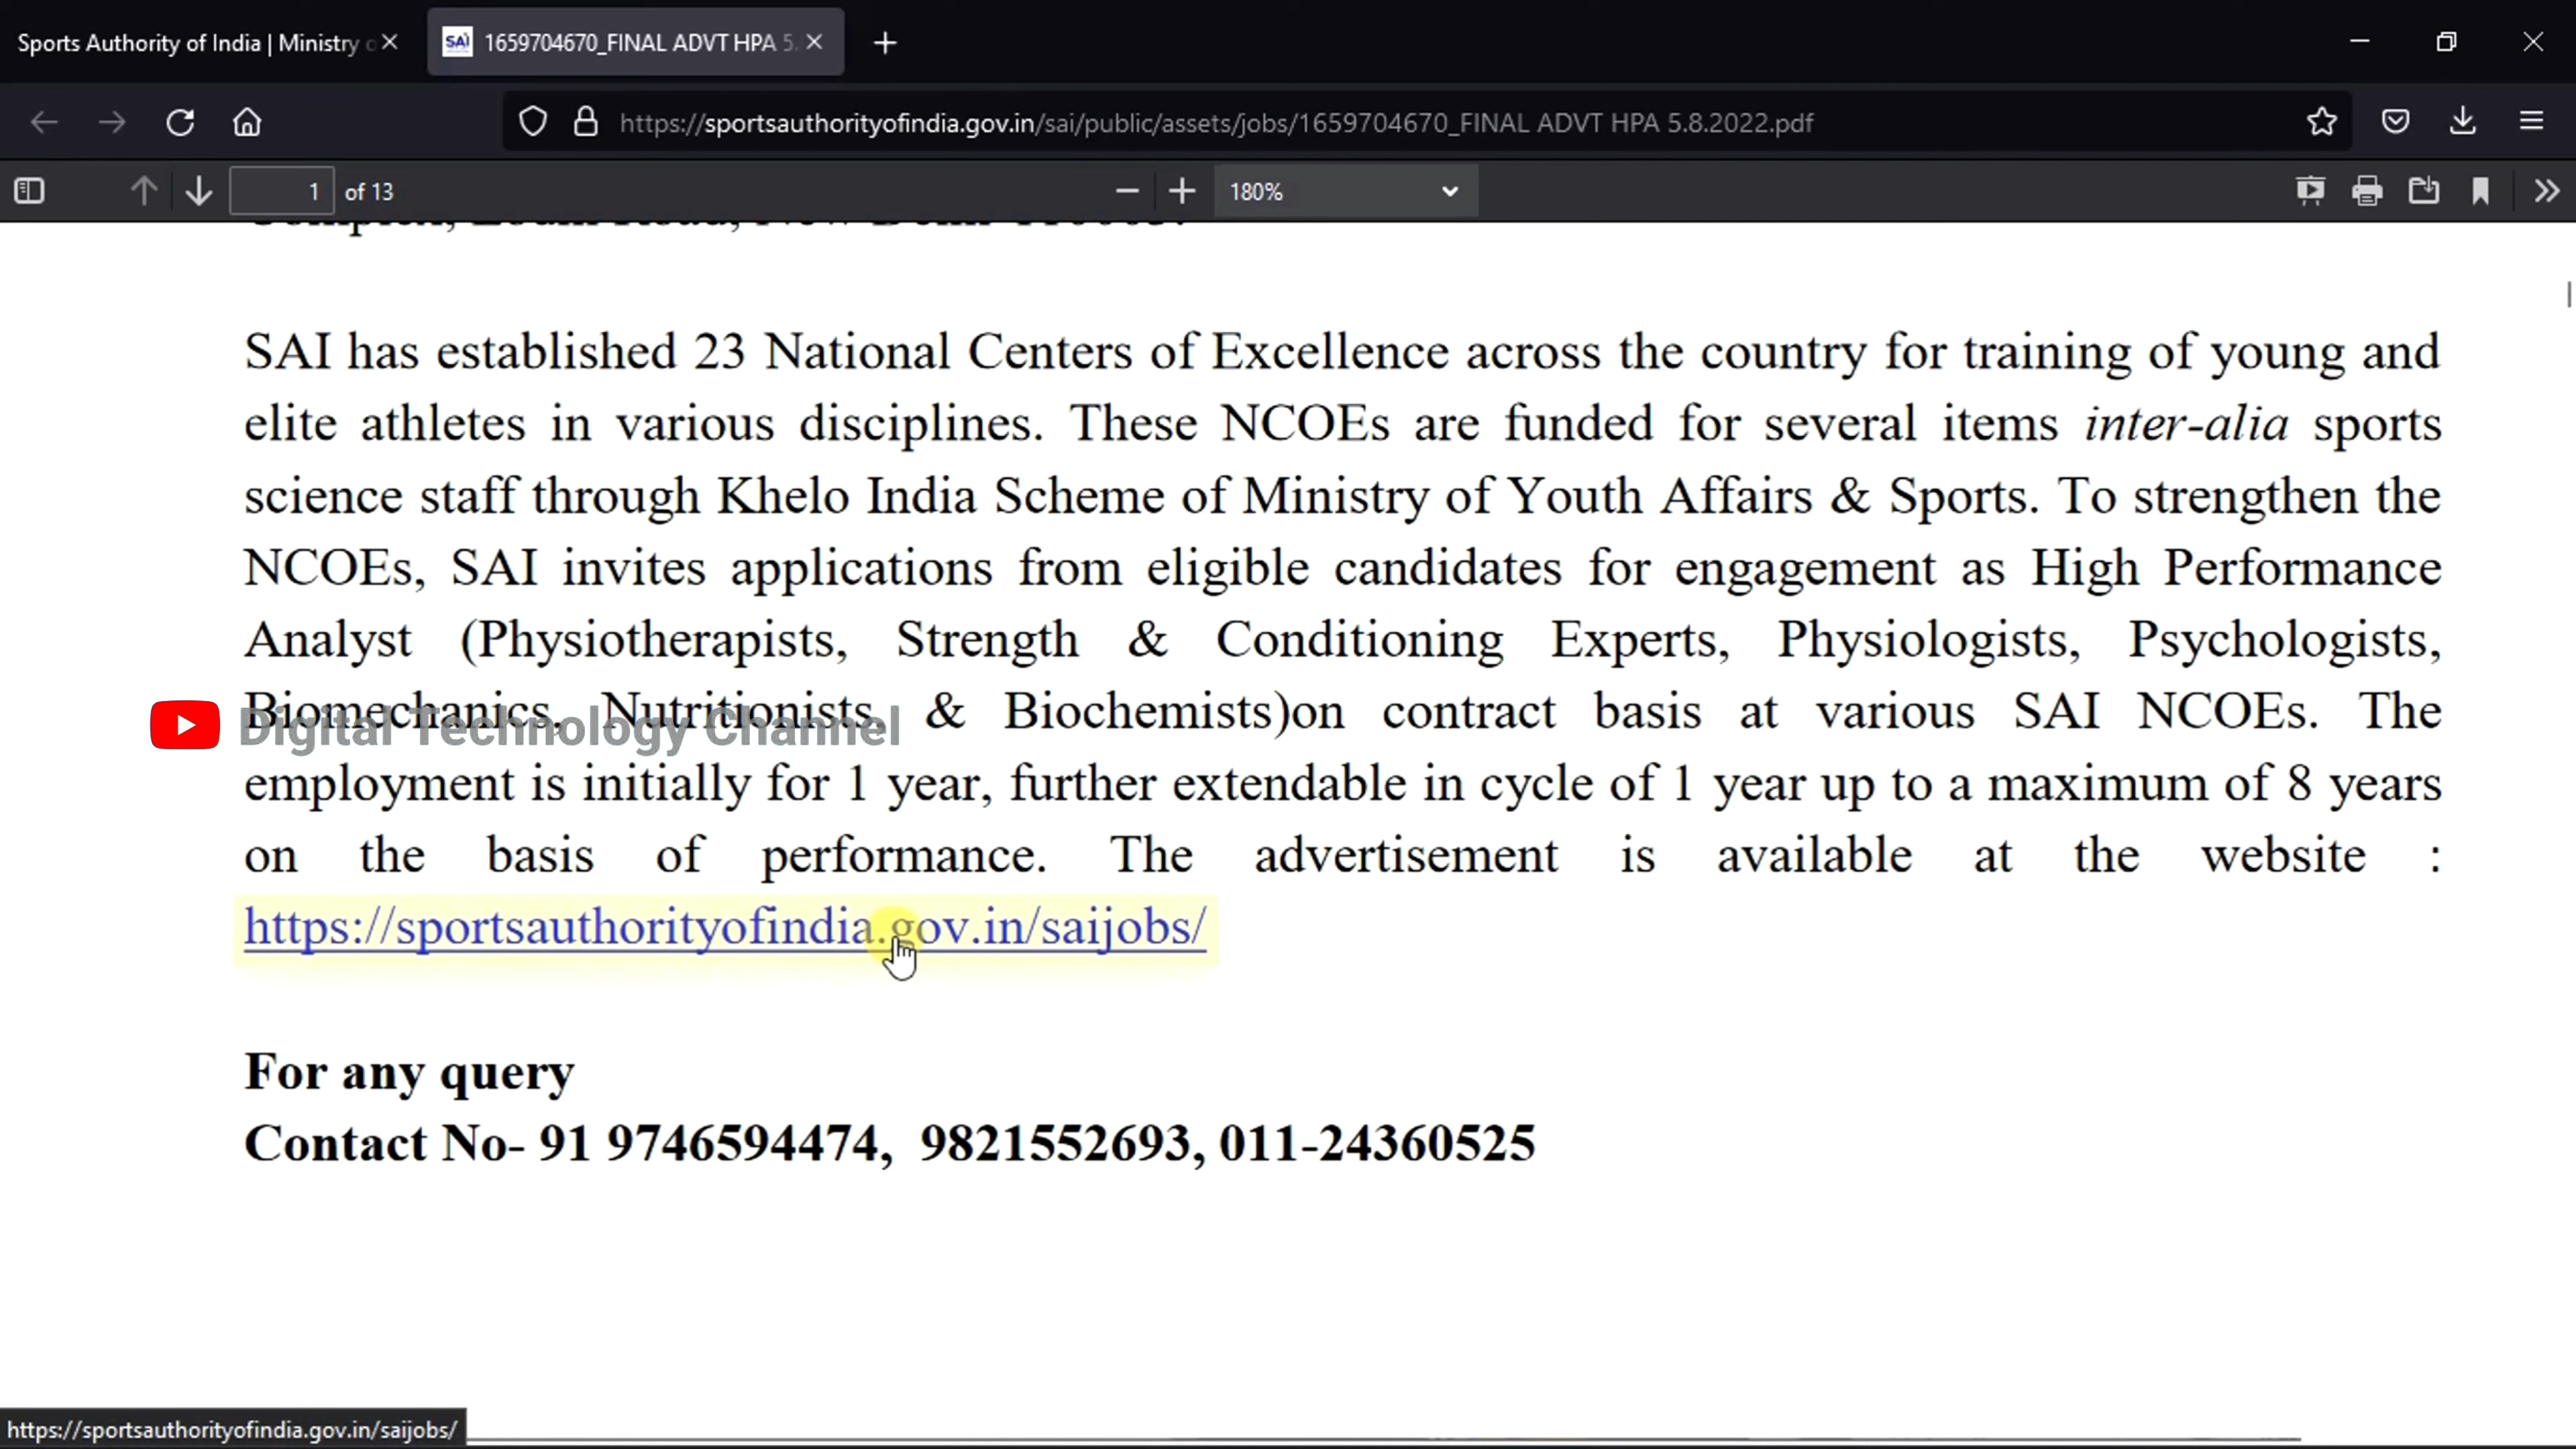 Sports Authority of India | Ministry o
SAI 1659704670_FINAL ADVT HPA 5.
https://sportsauthorityofindia.gov.in/sai/public/assets/jobs/1659704670_FINAL ADVT HPA 5.8.2022.pdf
1 of 13 180%
SAI has established 23 National Centers of Excellence across the country for training of young and
elite athletes in various disciplines. These NCOEs are funded for several items inter-alia sports
science staff through Khelo India Scheme of Ministry of Youth Affairs & Sports. To strengthen the
NCOEs, SAI invites applications from eligible candidates for engagement as High Performance
Analyst (Physiotherapists, Strength & Conditioning Experts, Physiologists, Psychologists,
Biomechanics, Nutritionists, & Biochemists)on contract basis at various SAI NCOEs. The
Digital Technology Channel
employment is initially for 1 year, further extendable in cycle of 1 year up to a maximum of 8 years
on the basis of performance. The advertisement is available at the website :
https://sportsauthorityofindia.gov.in/saijobs/
For any query
Contact No- 91 9746594474, 9821552693, 011-24360525
https://sportsauthorityofindia.gov.in/saijobs/